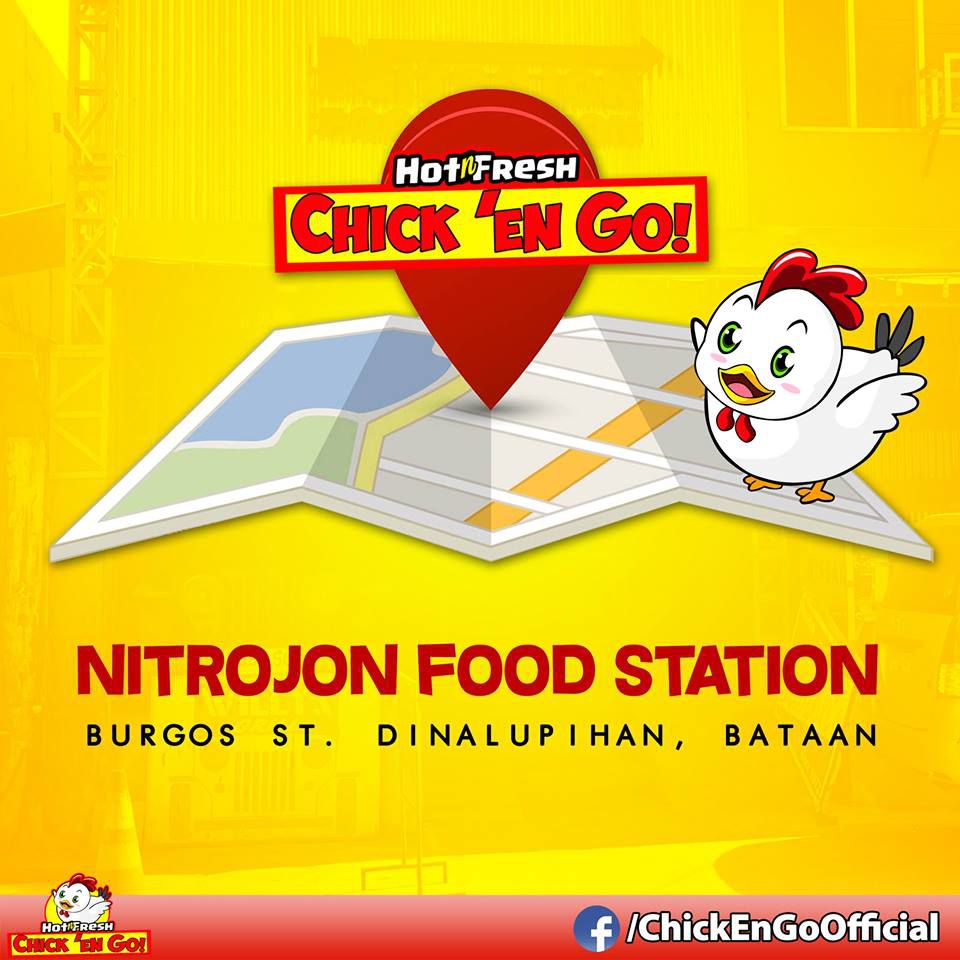 HotnFresh
CHICK 'EN GO!
NITROJON FOOD STATION
BURGOS ST. DINALUPIHAN, BATAAN
HotnFresh
CHICK 'EN GO!
f /ChickEnGoOfficial